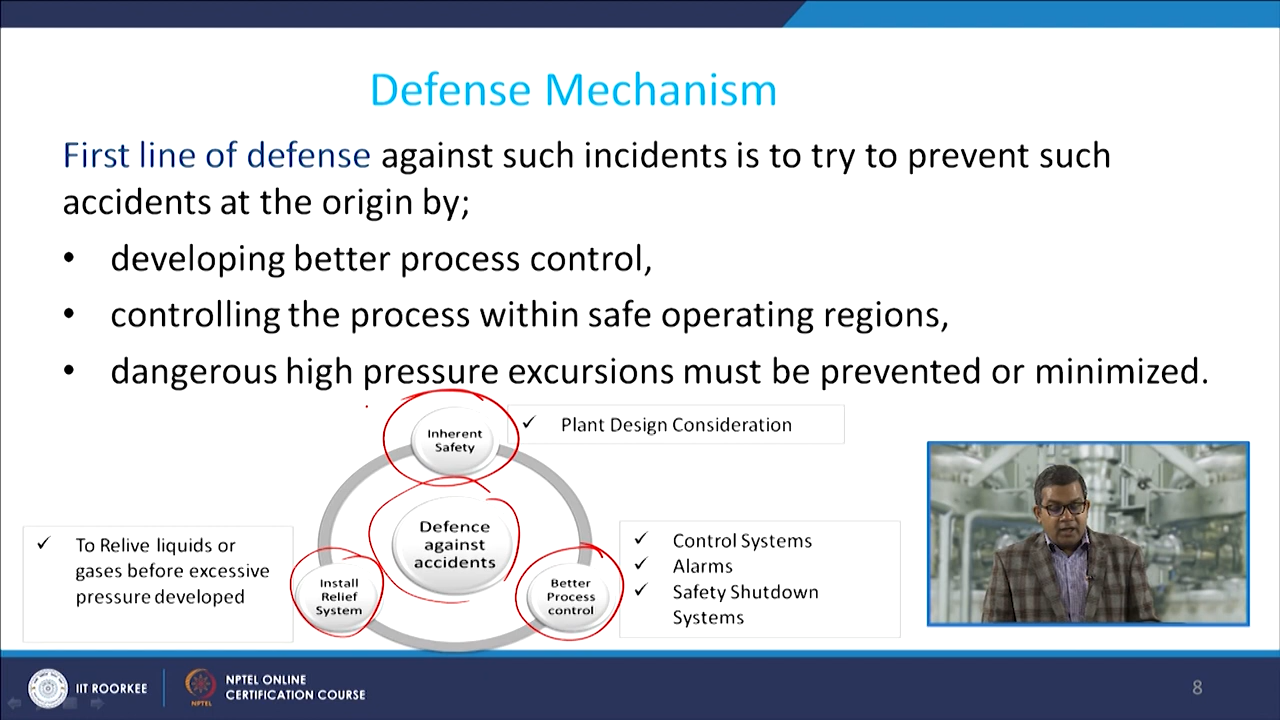 Defense Mechanism
First line of defense against such incidents is to try to prevent such
accidents at the origin by;
• developing better process control,
• controlling the process within safe operating regions,
• dangerous high pressure excursions must be prevented or minimized.
Inherent
Safety
✓ Plant Design Consideration
Defence
against
accidents
✓ To Relive liquids or
gases before excessive
pressure developed
Install
Relief
System
Better
Process
control
✓ Control Systems
✓ Alarms
✓ Safety Shutdown
Systems
IIT ROORKEE
NPTEL
NPTEL ONLINE
CERTIFICATION COURSE
8